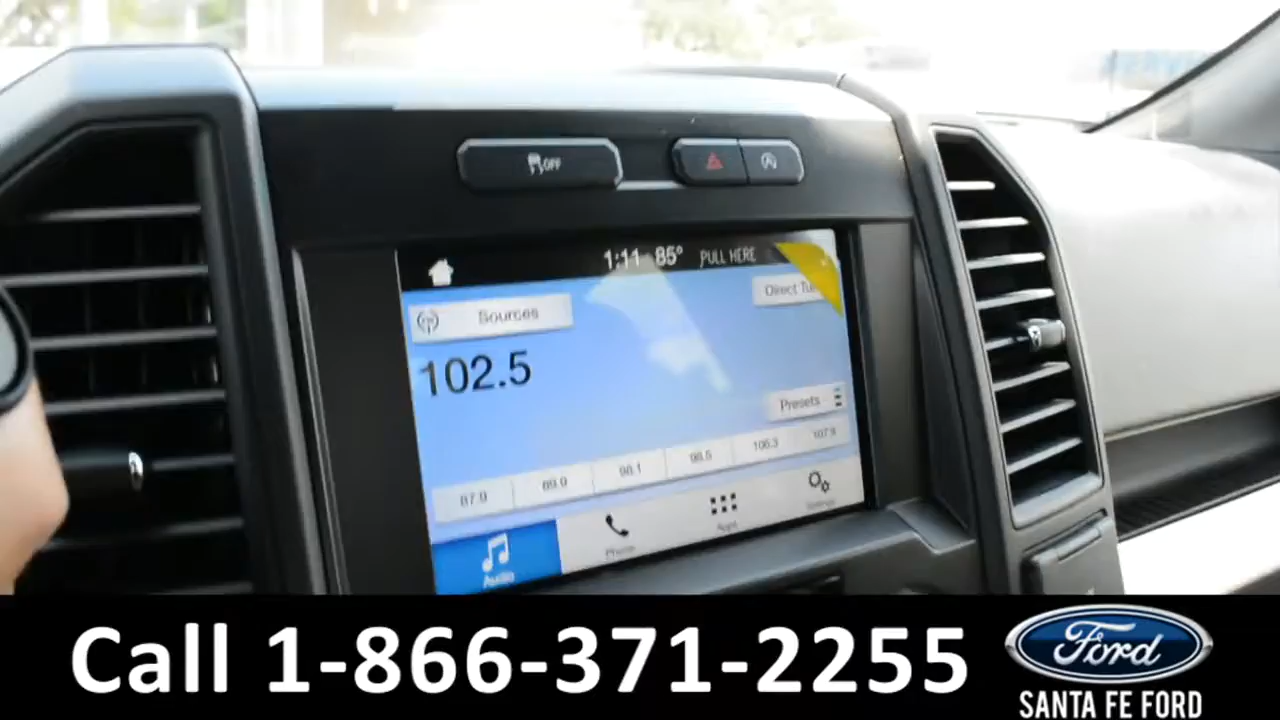 OFF
1:11 85° PULL HERE
Sources
Direct Tu
102.5
Presets
87.9 89.9 98.1 98.5 106.3 107.9
Audio Phone Apps Settings
Call 1-866-371-2255
Ford
SANTA FE FORD